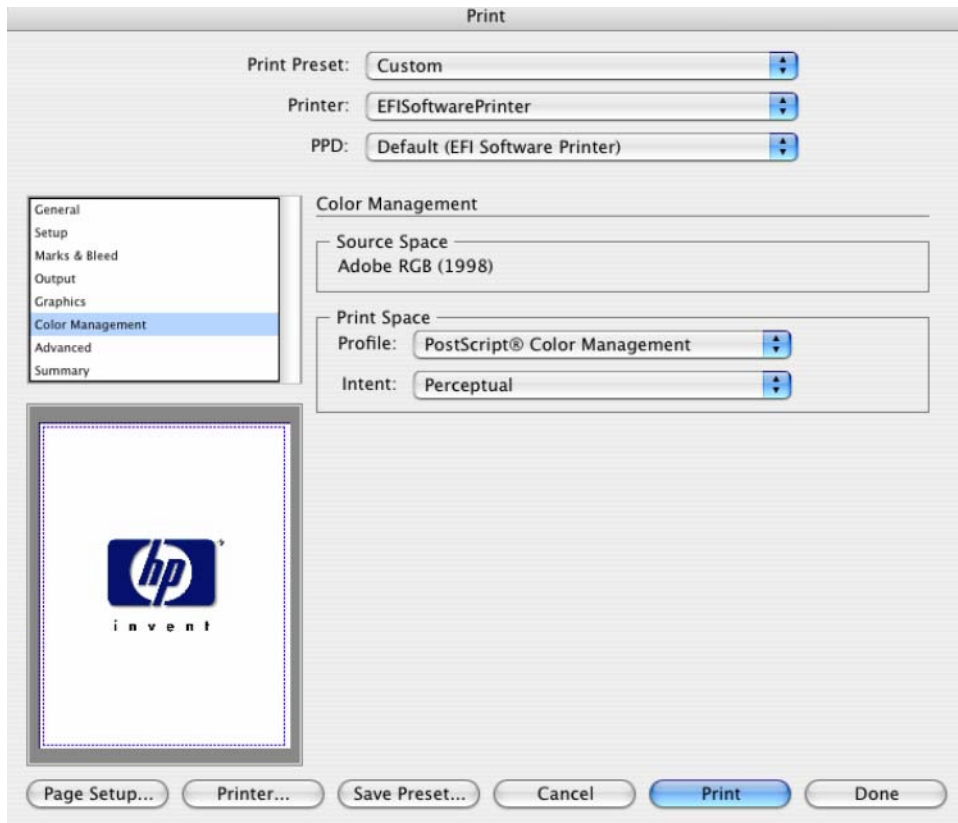 Print
Print Preset: Custom
Printer: EFISoftwarePrinter
PPD: Default (EFI Software Printer)
General
Setup
Marks & Bleed
Output
Graphics
Color Management
Advanced
Summary
Color Management
Source Space
Adobe RGB (1998)
Print Space
Profile: PostScript® Color Management
Intent: Perceptual
hp
invent
Page Setup... Printer... Save Preset... Cancel Print Done